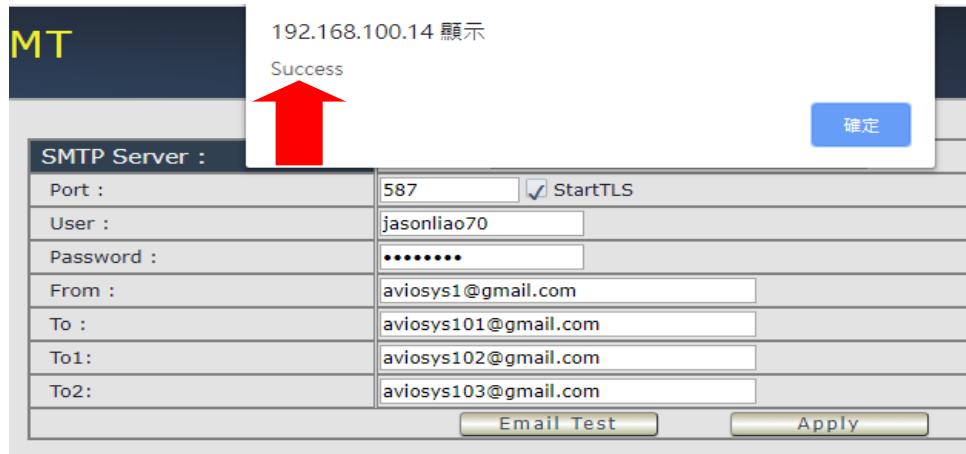 MT
192.168.100.14 顯示
Success
確定
SMTP Server :
Port : 587 StartTLS
User : jasonliao70
Password : ••••••••
From : aviosys1@gmail.com
To : aviosys101@gmail.com
To1: aviosys102@gmail.com
To2: aviosys103@gmail.com
Email Test Apply